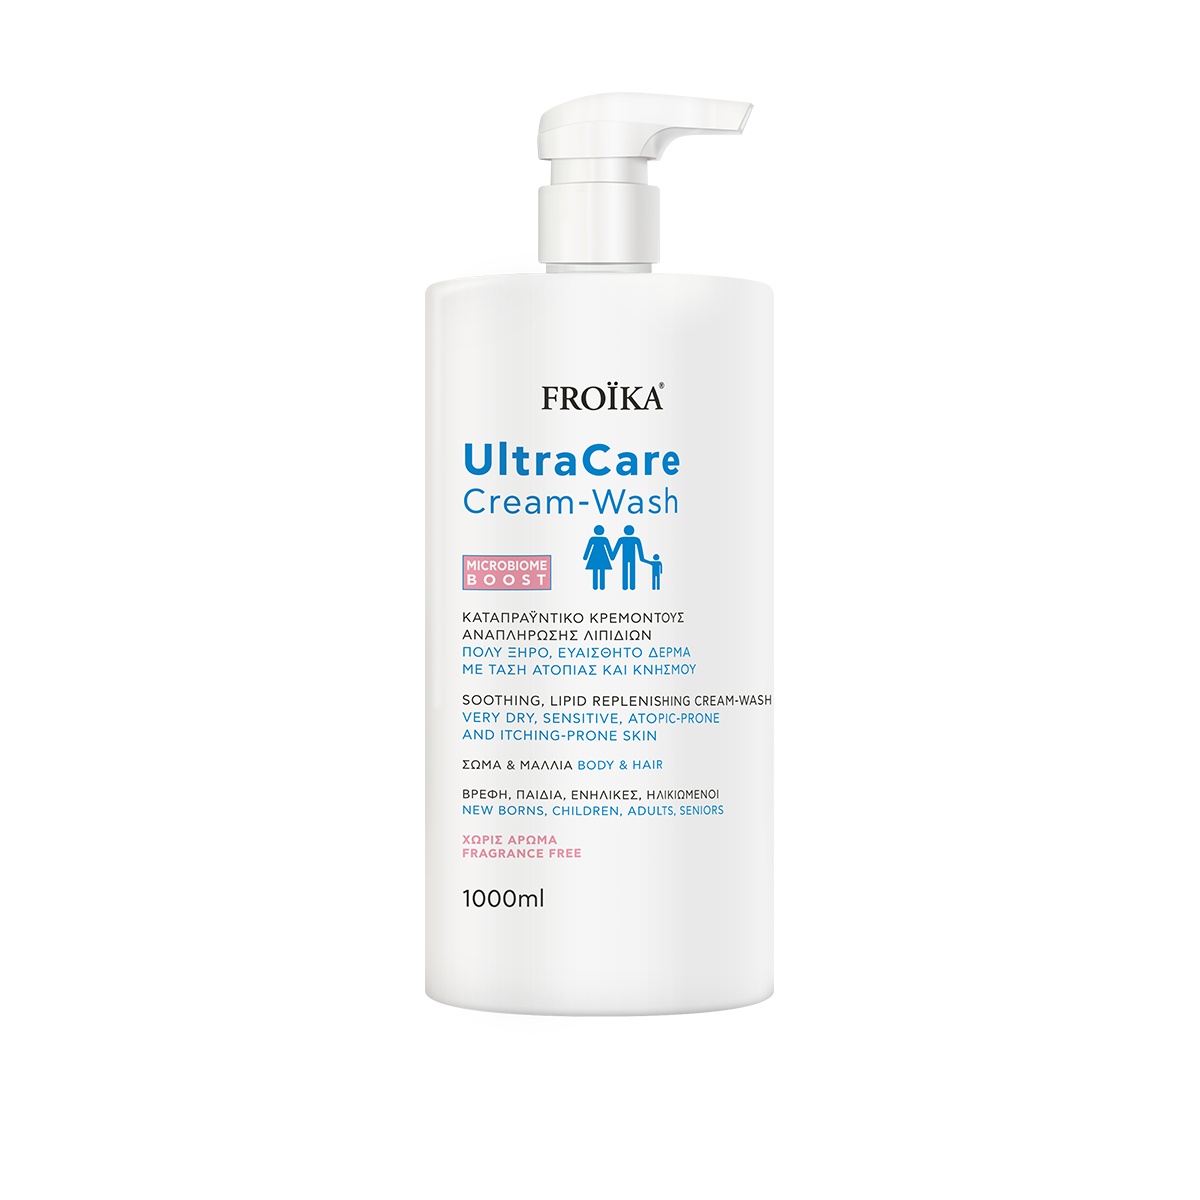 FROÏKA®
UltraCare
Cream-Wash
MICROBIOME
BOOST
ΚΑΤΑΠΡΑΫΝΤΙΚΟ ΚΡΕΜΟΝΤΟΥΣ
ΑΝΑΠΛΗΡΩΣΗΣ ΛΙΠΙΔΙΩΝ
ΠΟΛΥ ΞΗΡΟ, ΕΥΑΙΣΘΗΤΟ ΔΕΡΜΑ
ΜΕ ΤΑΣΗ ΑΤΟΠΙΑΣ ΚΑΙ ΚΝΗΣΜΟΥ
SOOTHING, LIPID REPLENISHING CREAM-WASH
VERY DRY, SENSITIVE, ATOPIC-PRONE
AND ITCHING-PRONE SKIN
ΣΩΜΑ & ΜΑΛΛΙΑ BODY & HAIR
ΒΡΕΦΗ, ΠΑΙΔΙΑ, ΕΝΗΛΙΚΕΣ, ΗΛΙΚΙΩΜΕΝΟΙ
NEW BORNS, CHILDREN, ADULTS, SENIORS
ΧΩΡΙΣ ΑΡΩΜΑ
FRAGRANCE FREE
1000ml